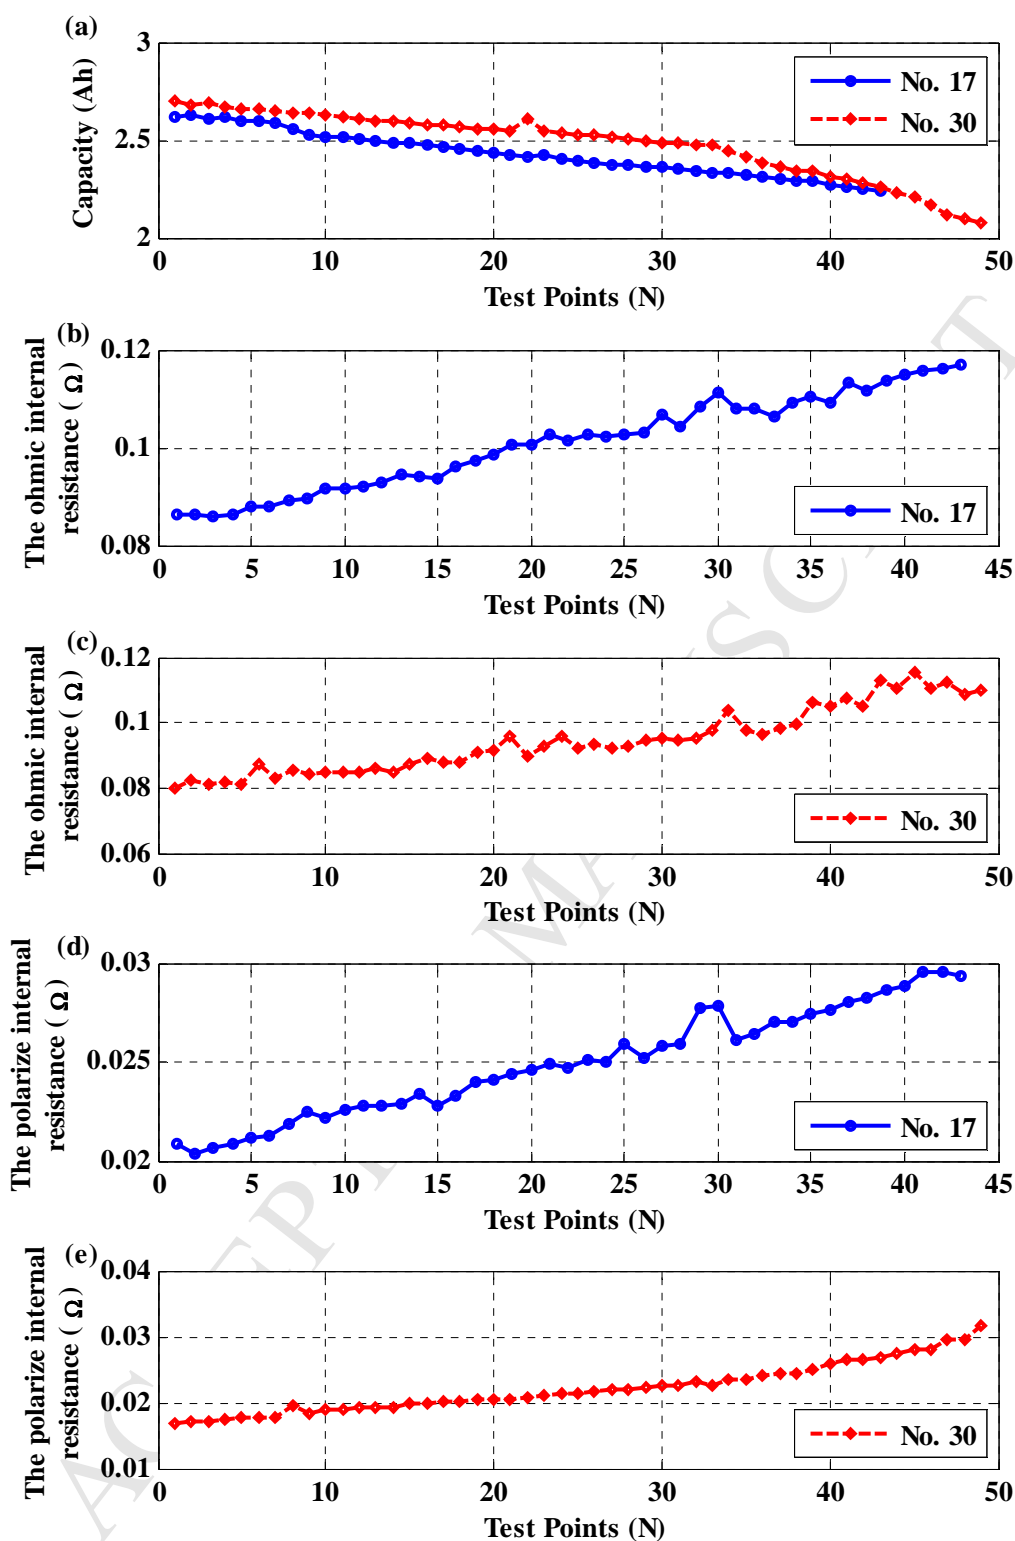 (a)
3
2.5
2
Capacity (Ah)
No. 17
No. 30
0 10 20 30 40 50
Test Points (N)
(b)
0.12
0.1
0.08
The ohmic internal
resistance ( Ω)
No. 17
0 5 10 15 20 25 30 35 40 45
Test Points (N)
(c)
0.12
0.1
0.08
0.06
The ohmic internal
resistance ( Ω)
No. 30
0 10 20 30 40 50
Test Points (N)
(d)
0.03
0.025
0.02
The polarize internal
resistance ( Ω)
No. 17
0 5 10 15 20 25 30 35 40 45
Test Points (N)
(e)
0.04
0.03
0.02
0.01
The polarize internal
resistance ( Ω)
No. 30
0 10 20 30 40 50
Test Points (N)